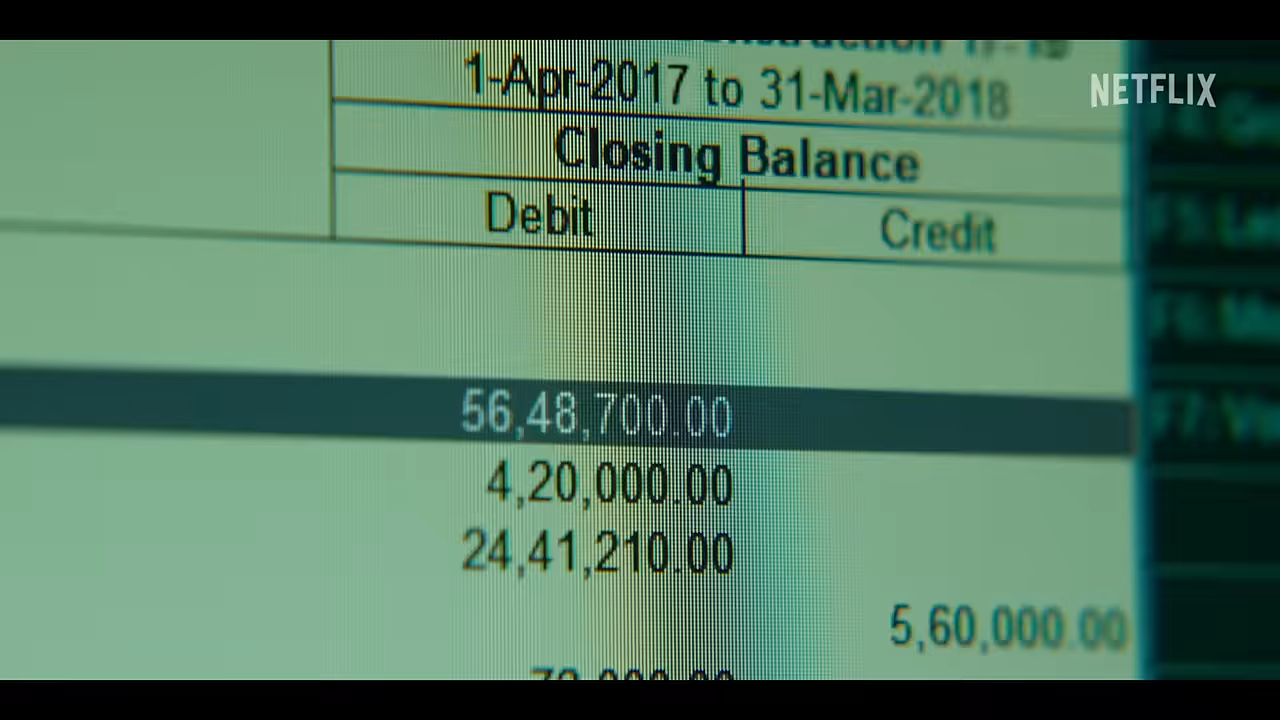 1-Apr-2017 to 31-Mar-2018
NETFLIX
Closing Balance
Debit Credit
56,48,700.00
4,20,000.00
24,41,210.00
5,60,000.00